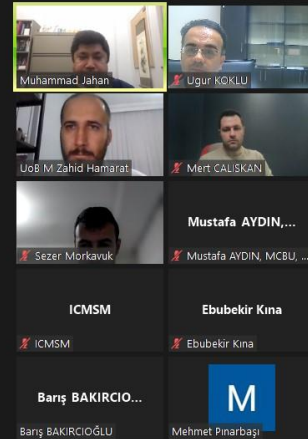 Muhammad Jahan
Ugur KOKLU
UoB M Zahid Hamarat
Mert CALISKAN
Sezer Morkavuk
Mustafa AYDIN,...
Mustafa AYDIN, MCBU, ...
ICMSM
ICMSM
Ebubekir Kına
Ebubekir Kına
Barış BAKIRCIO...
Barış BAKIRCIOĞLU
M
Mehmet Pınarbaşı